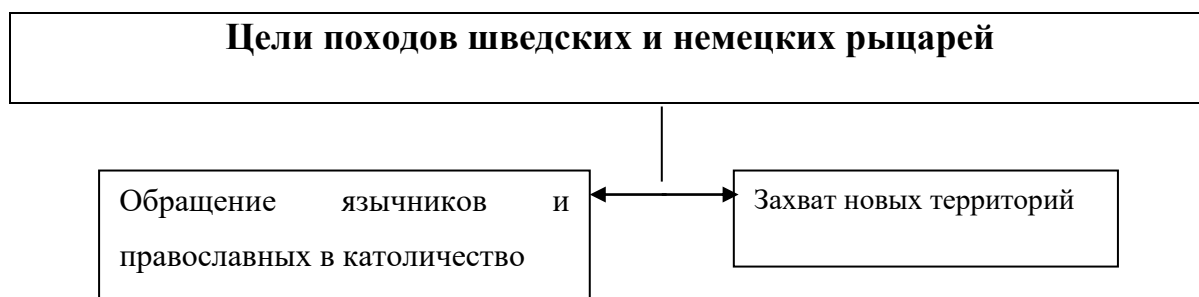 Цели походов шведских и немецких рыцарей
Обращение язычников и
православных в католичество
Захват новых территорий